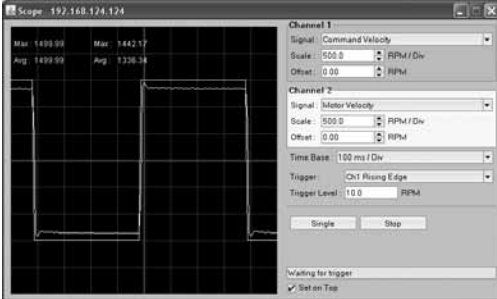 Scope 192.168.124.124
Max: 1499.99 Max: 1442.17
Avg: 1499.99 Avg: 1336.34
Channel 1
Signal: Command Velocity
Scale: 500.0 RPM / Div
Offset: 0.00 RPM
Channel 2
Signal: Motor Velocity
Scale: 500.0 RPM / Div
Offset: 0.00 RPM
Time Base: 100 ms / Div
Trigger: Ch1 Rising Edge
Trigger Level: 10.0 RPM
Single Stop
Waiting for trigger
Set on Top